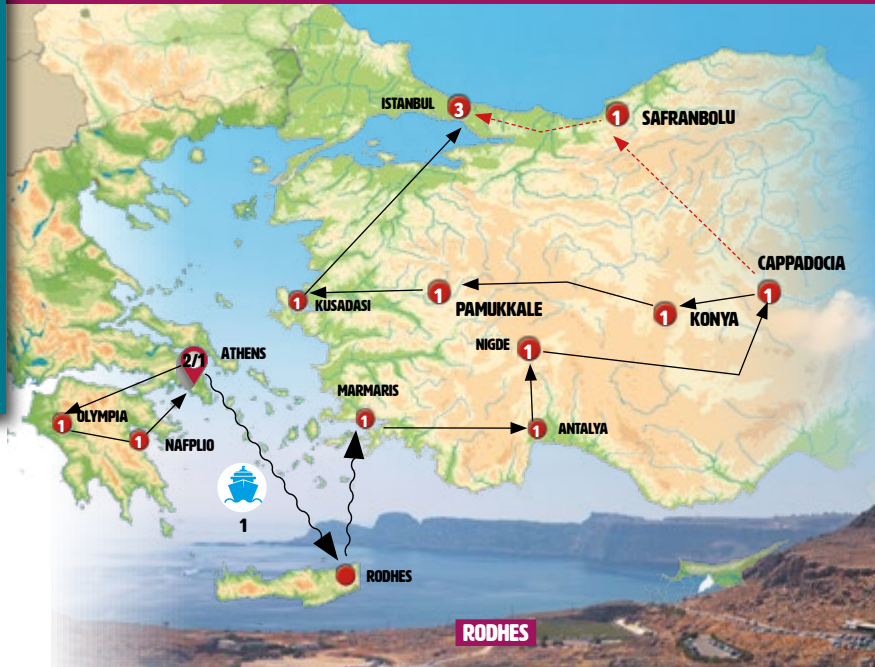 ISTANBUL
3
1
SAFRANBOLU
CAPPADOCIA
1
1
KUSADASI
1
PAMUKKALE
1
KONYA
NIGDE
1
2/1
ATHENS
MARMARIS
1
OLYMPIA
1
1
NAFPLIO
1
ANTALYA
1
RODHES
RODHES